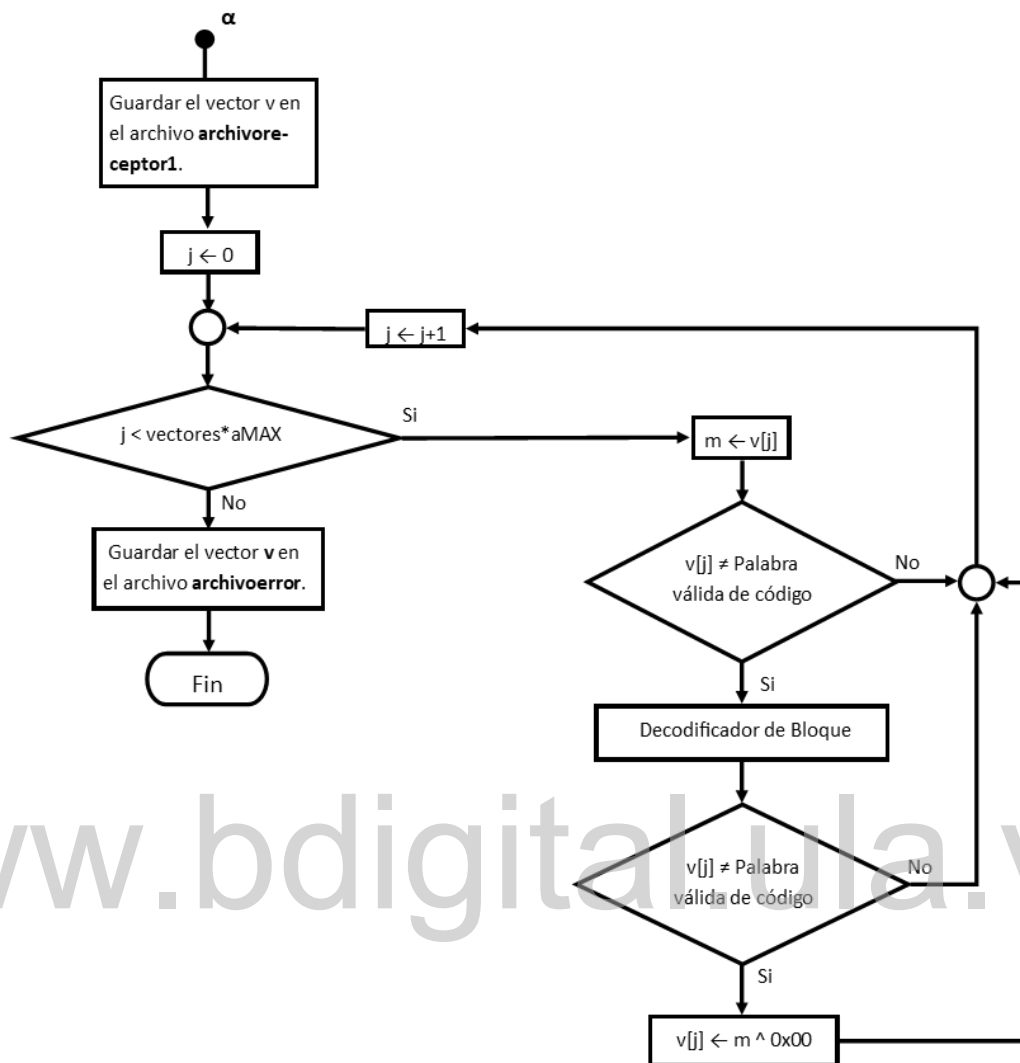 α
Guardar el vector v en
el archivo archivore-
ceptor1.
j ← 0
j ← j+1
j < vectores*aMAX
Si
m ← v[j]
No
Guardar el vector v en
el archivo archivoerror.
Fin
v[j] ≠ Palabra
válida de código
No
Si
Decodificador de Bloque
v[j] ≠ Palabra
válida de código
No
Si
v[j] ← m ^ 0x00
w.bdigital.ula.v